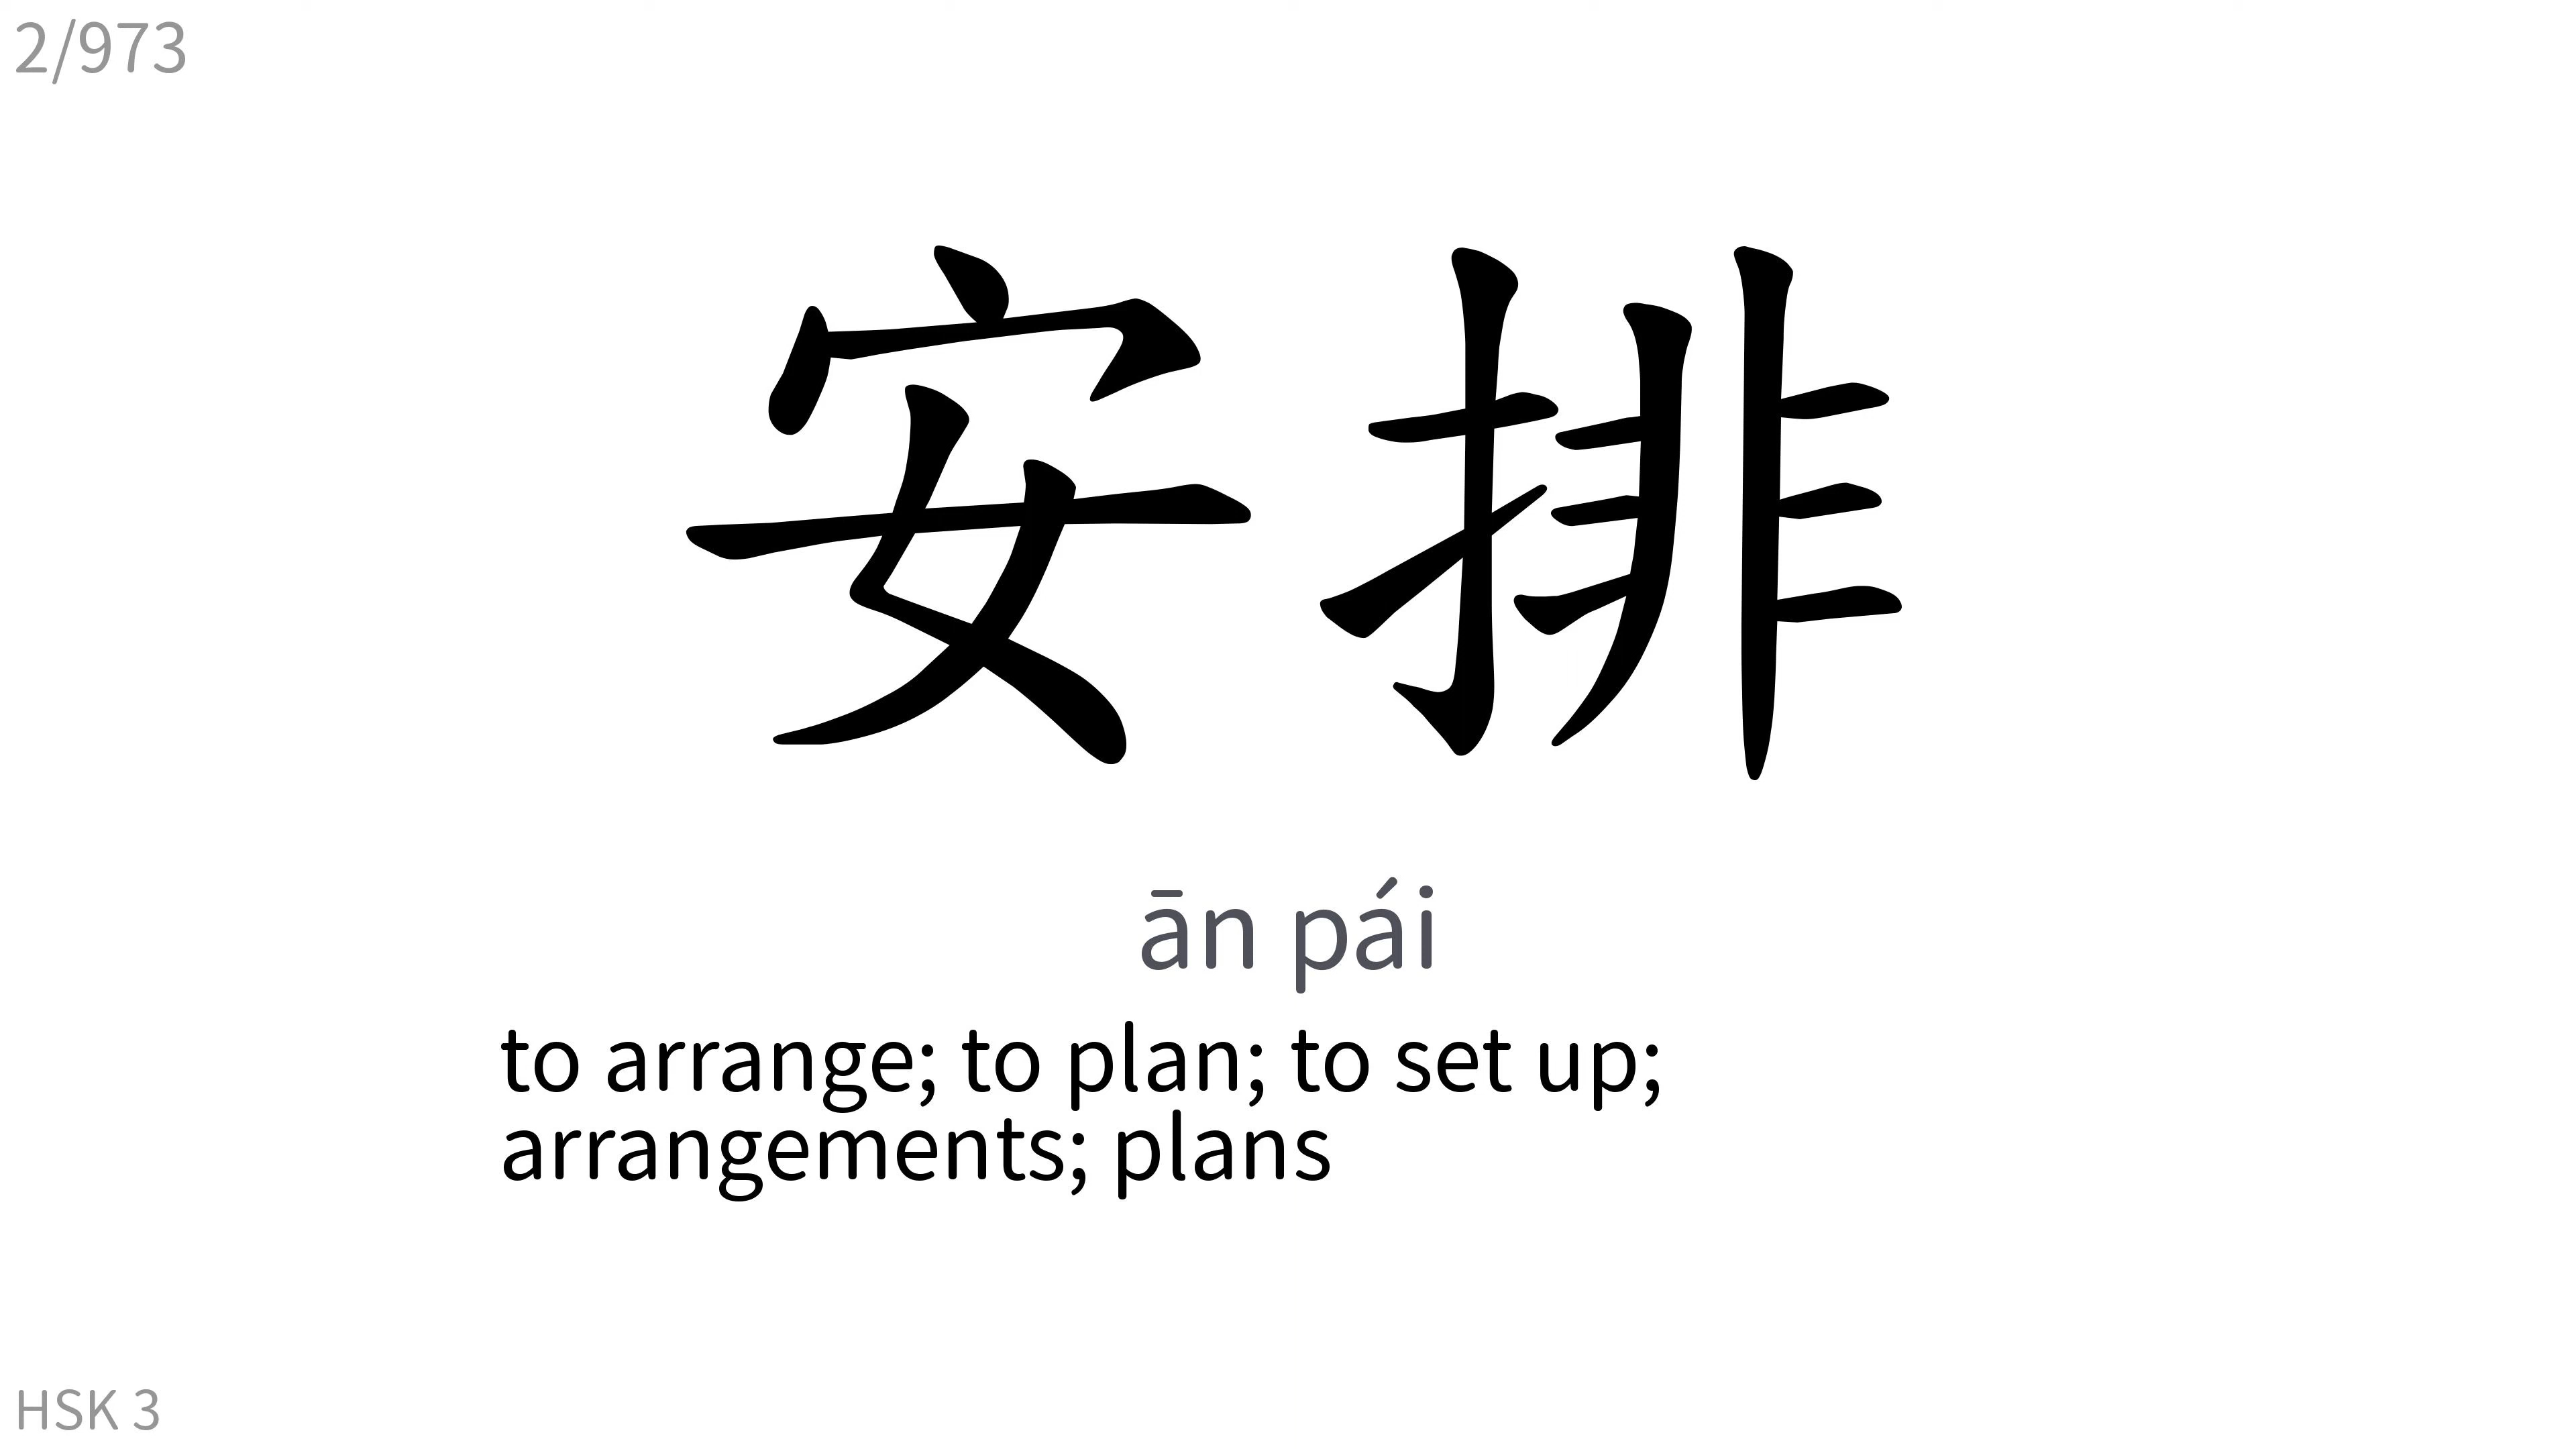 2/973
安排
ān pái
to arrange; to plan; to set up;
arrangements; plans
HSK 3